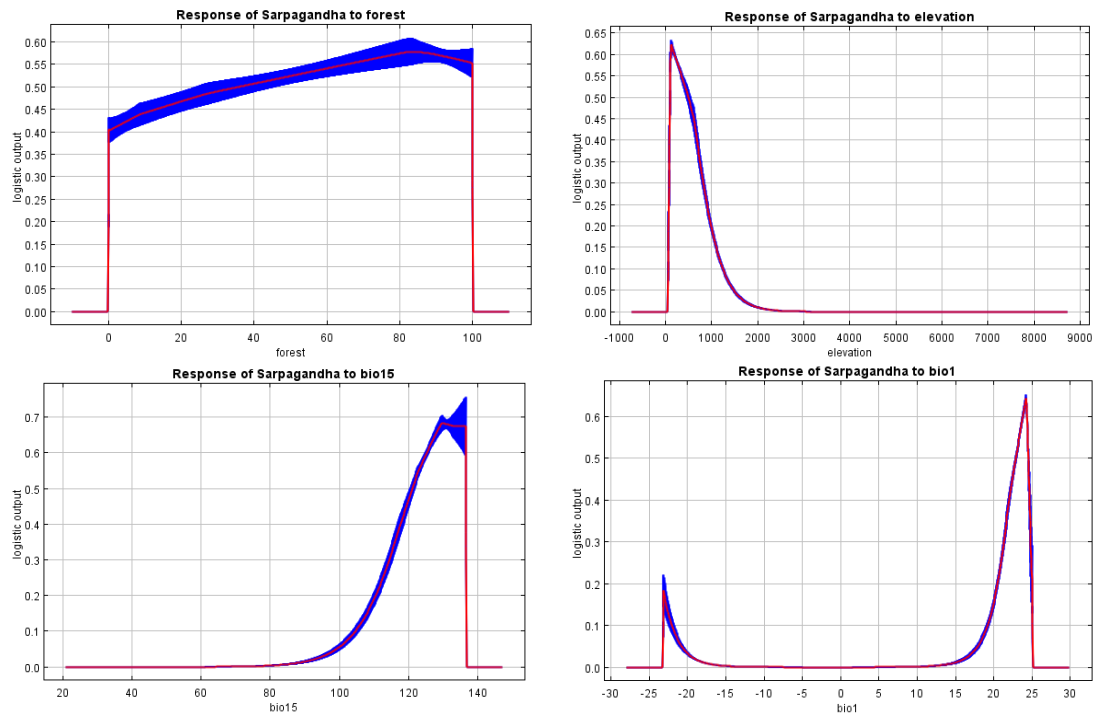 Response of Sarpagandha to forest
logistic output
0.60
0.55
0.50
0.45
0.40
0.35
0.30
0.25
0.20
0.15
0.10
0.05
0.00
0 20 40 60 80 100
forest
Response of Sarpagandha to elevation
logistic output
0.65
0.60
0.55
0.50
0.45
0.40
0.35
0.30
0.25
0.20
0.15
0.10
0.05
0.00
-1000 0 1000 2000 3000 4000 5000 6000 7000 8000 9000
elevation
Response of Sarpagandha to bio15
logistic output
0.7
0.6
0.5
0.4
0.3
0.2
0.1
0.0
20 40 60 80 100 120 140
bio15
Response of Sarpagandha to bio1
logistic output
0.6
0.5
0.4
0.3
0.2
0.1
0.0
-30 -25 -20 -15 -10 -5 0 5 10 15 20 25 30
bio1